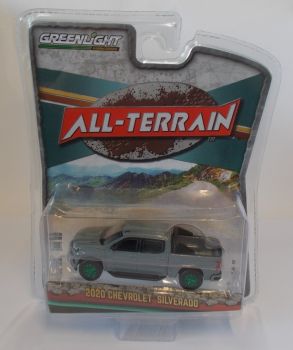 GREENLIGHT
ALL-TERRAIN
2020 CHEVROLET SILVERADO